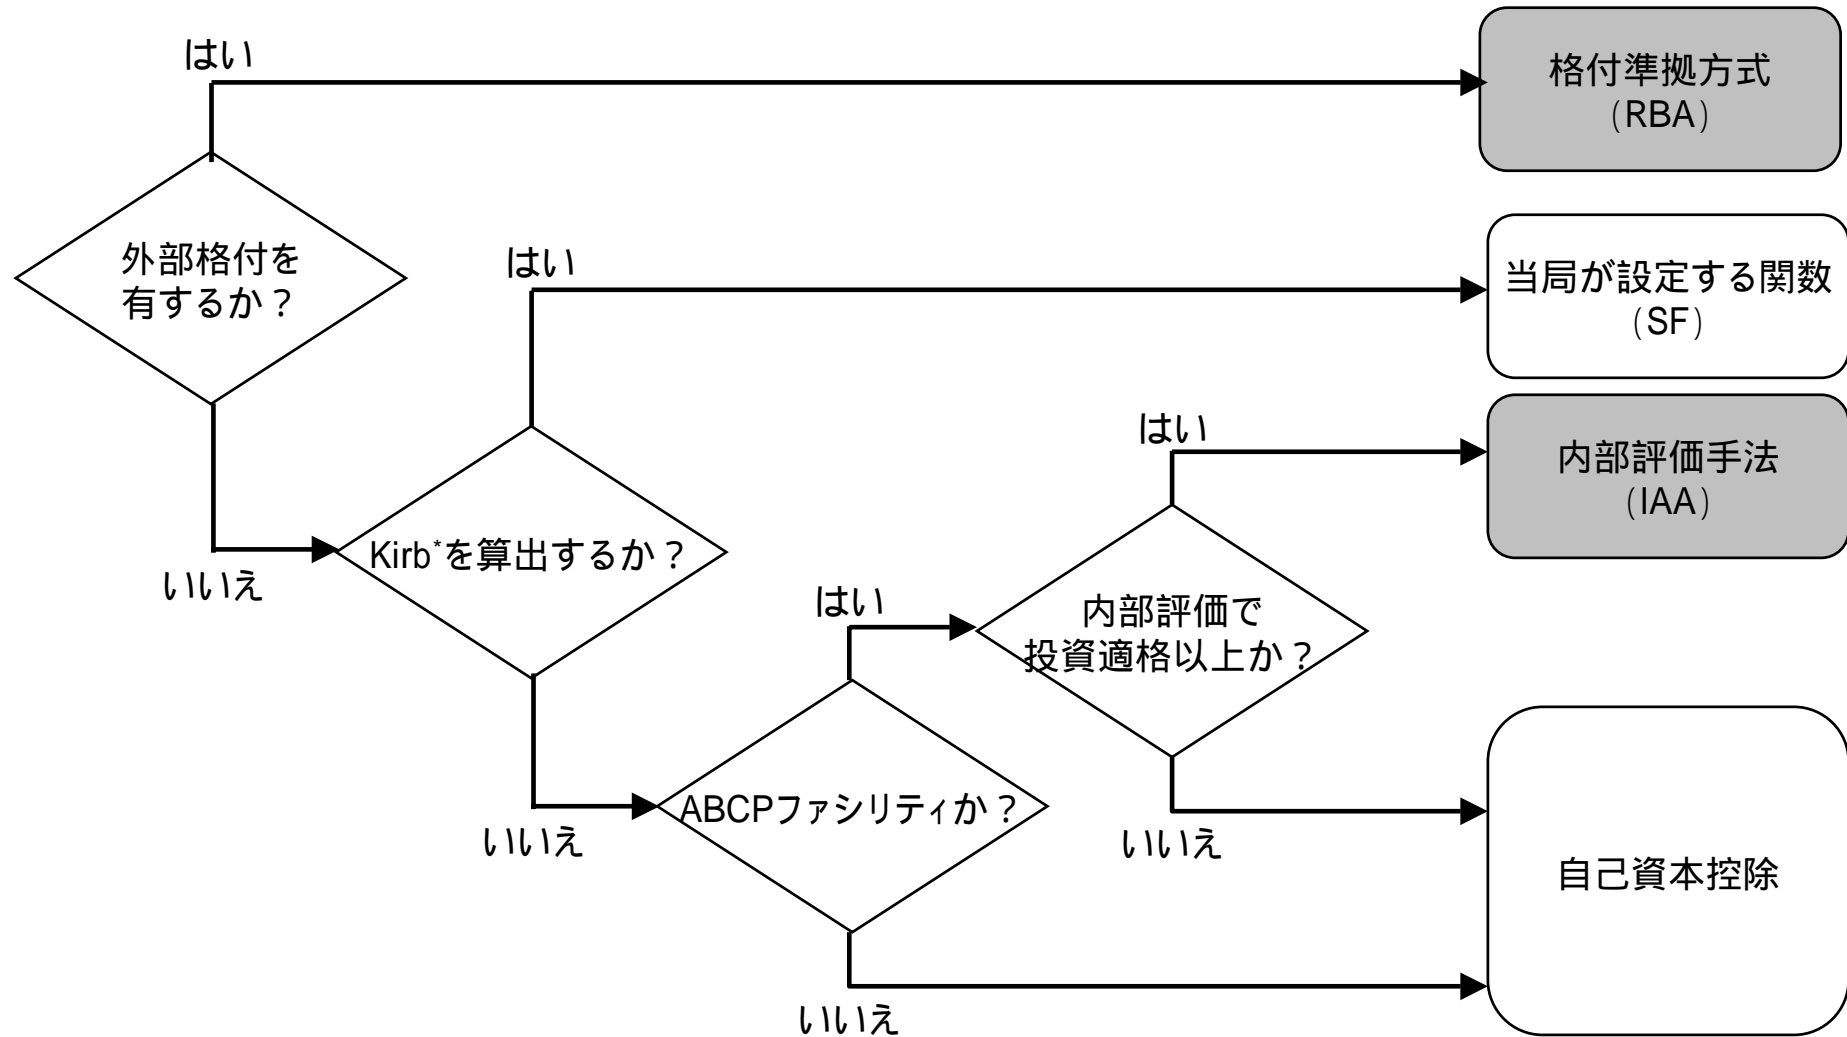 はい
格付準拠方式
(RBA)
外部格付を
有するか？
はい
当局が設定する関数
(SF)
いいえ
Kirb*を算出するか？
はい
内部評価手法
(IAA)
はい
内部評価で
投資適格以上か？
いいえ
ABCPファシリティか？
いいえ
自己資本控除
いいえ